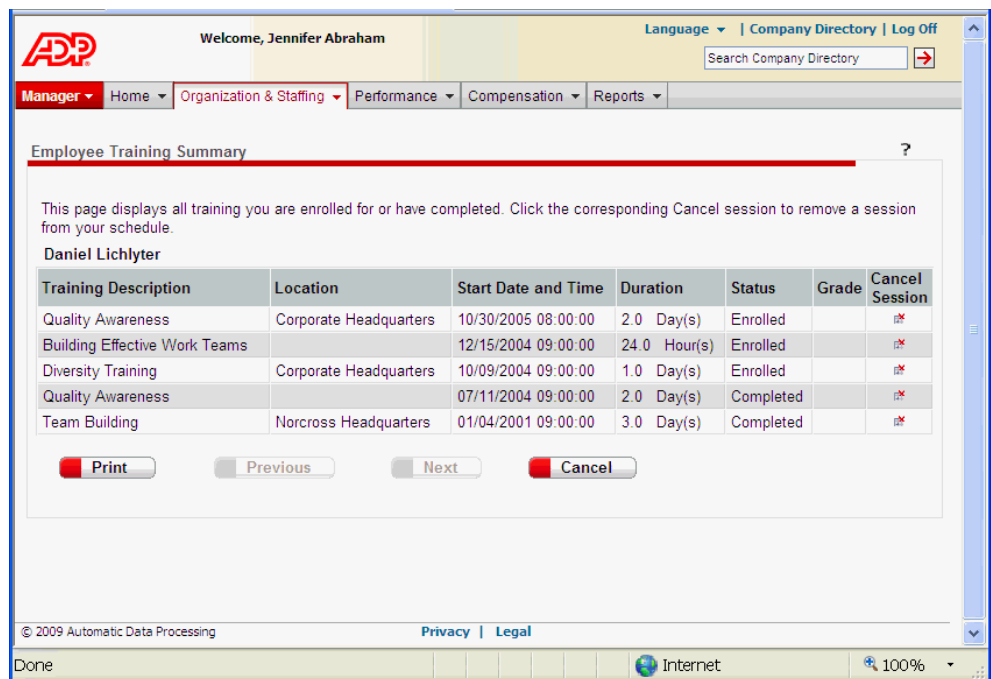 Language | Company Directory | Log Off
ADP
Welcome, Jennifer Abraham
Search Company Directory
Manager Home Organization & Staffing Performance Compensation Reports
Employee Training Summary ?
This page displays all training you are enrolled for or have completed. Click the corresponding Cancel session to remove a session
from your schedule.
Daniel Lichlyter
Training Description Location Start Date and Time Duration Status Grade Cancel Session
Quality Awareness Corporate Headquarters 10/30/2005 08:00:00 2.0 Day(s) Enrolled
Building Effective Work Teams 12/15/2004 09:00:00 24.0 Hour(s) Enrolled
Diversity Training Corporate Headquarters 10/09/2004 09:00:00 1.0 Day(s) Enrolled
Quality Awareness 07/11/2004 09:00:00 2.0 Day(s) Completed
Team Building Norcross Headquarters 01/04/2001 09:00:00 3.0 Day(s) Completed
Print Previous Next Cancel
© 2009 Automatic Data Processing Privacy | Legal
Done Internet 100%